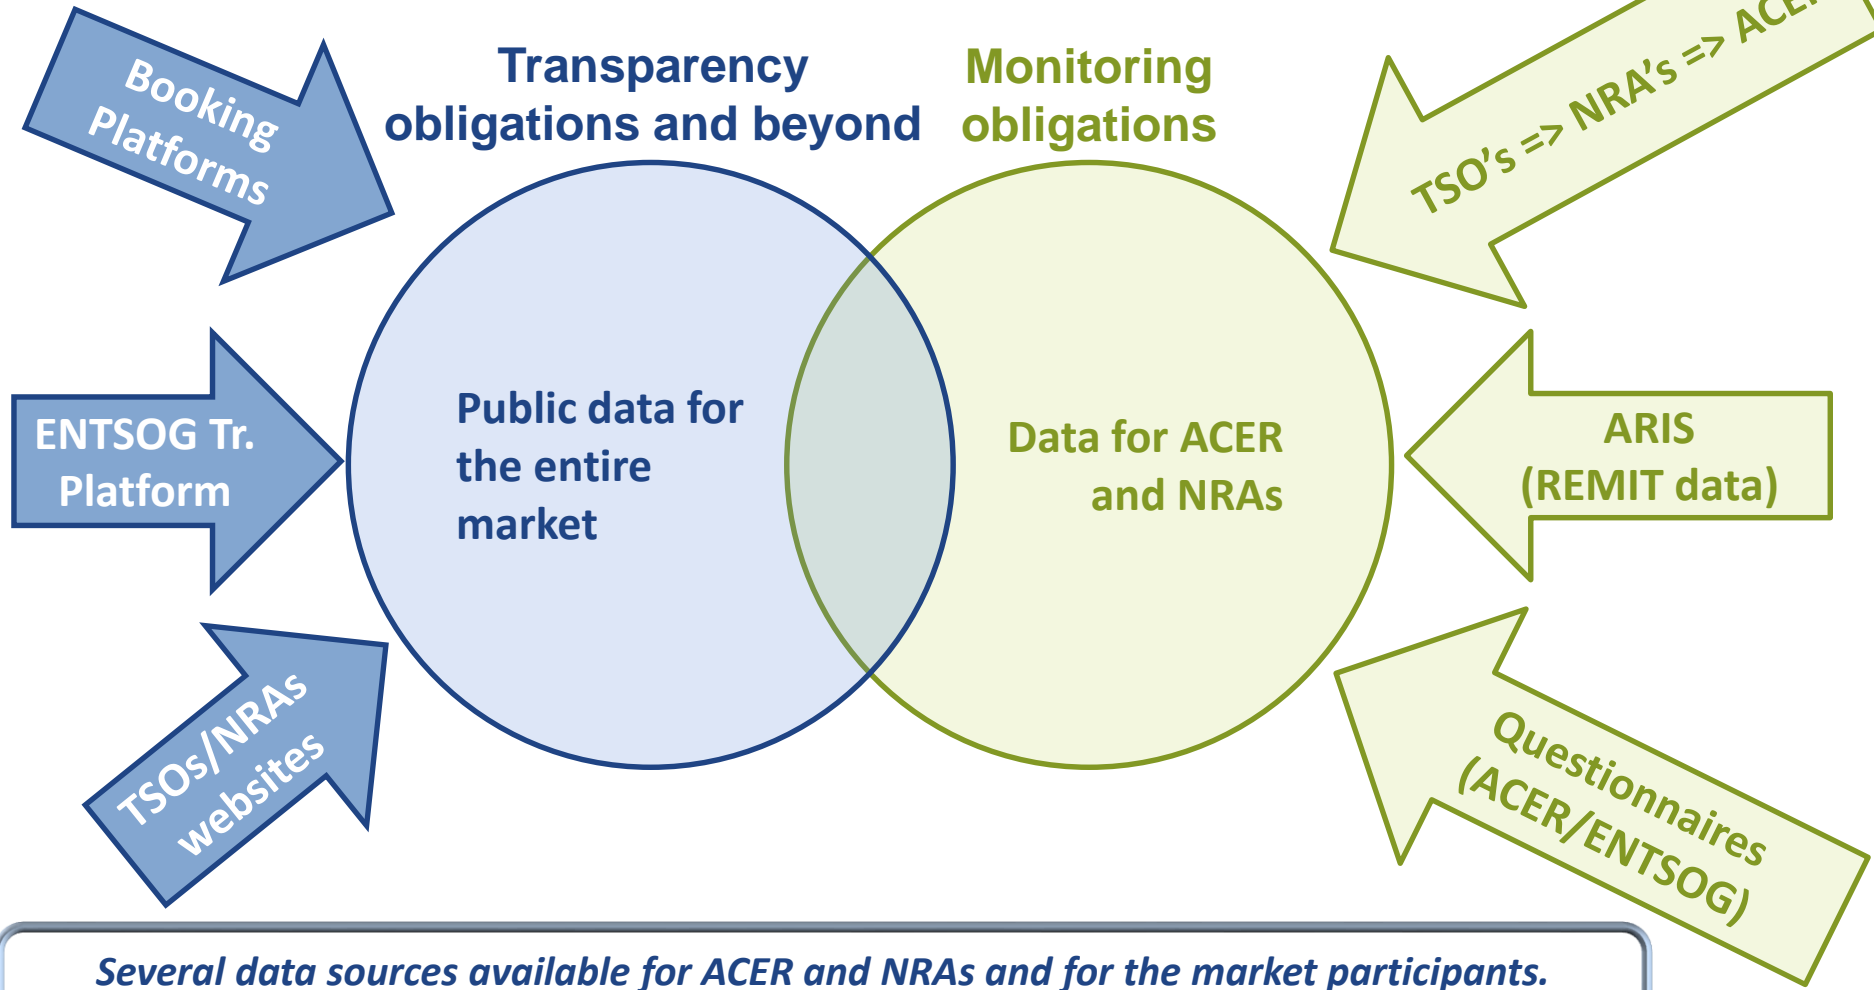 Booking
Platforms
Transparency
obligations and beyond
Monitoring
obligations
TSO's => NRA's => ACER
ENTSOG Tr.
Platform
Public data for
the entire
market
Data for ACER
and NRAs
ARIS
(REMIT data)
TSOs/NRAs
websites
Questionnaires
(ACER/ENTSOG)
Several data sources available for ACER and NRAs and for the market participants.